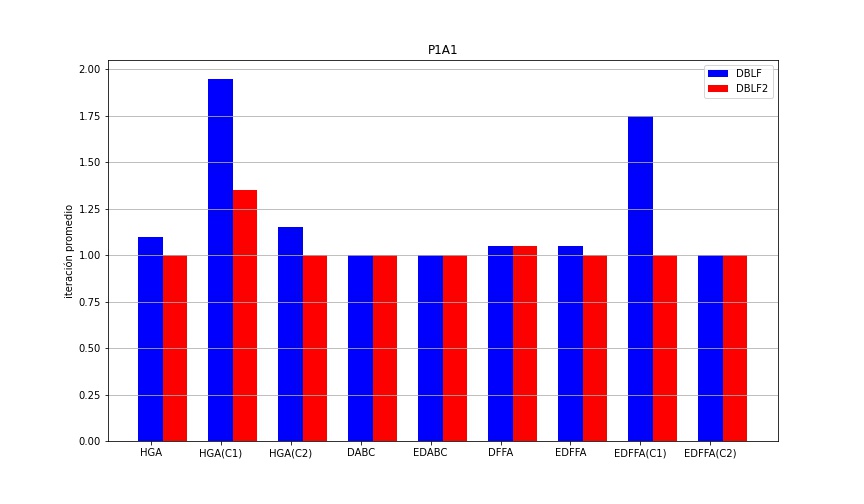 P1A1
DBLF
DBLF2
2.00
1.75
1.50
1.25
1.00
0.75
0.50
0.25
0.00
iteración promedio
HGA HGA(C1) HGA(C2) DABC EDABC DFFA EDFFA EDFFA(C1) EDFFA(C2)